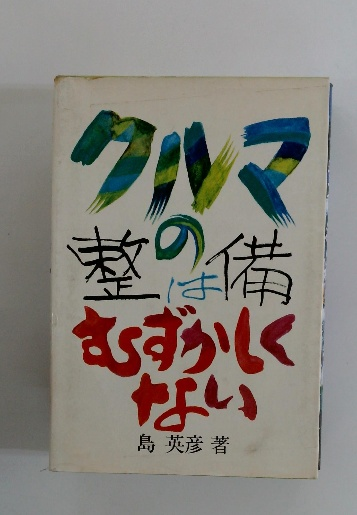 クルマ
の
整は備
むずかしく
ない
島 英彦 著